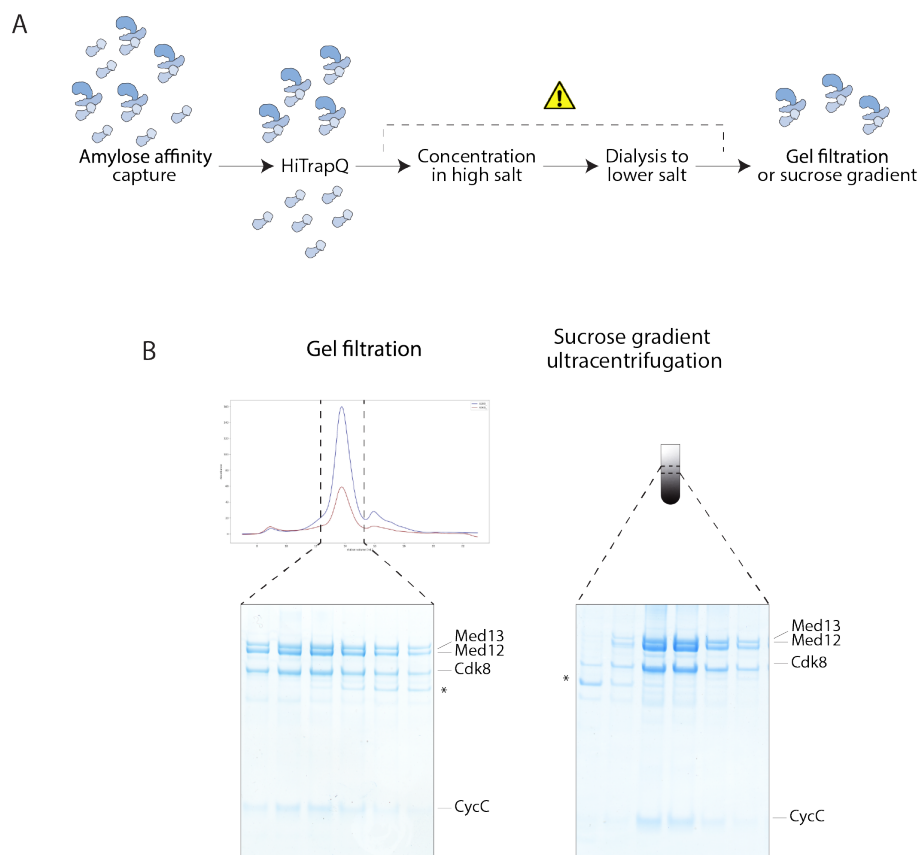 A
!
Amylose affinity
capture
HiTrapQ
Concentration
in high salt
Dialysis to
lower salt
Gel filtration
or sucrose gradient
B
Gel filtration
Sucrose gradient
ultracentrifugation
Med13
Med12
Cdk8
*
CycC
Med13
Med12
Cdk8
*
CycC